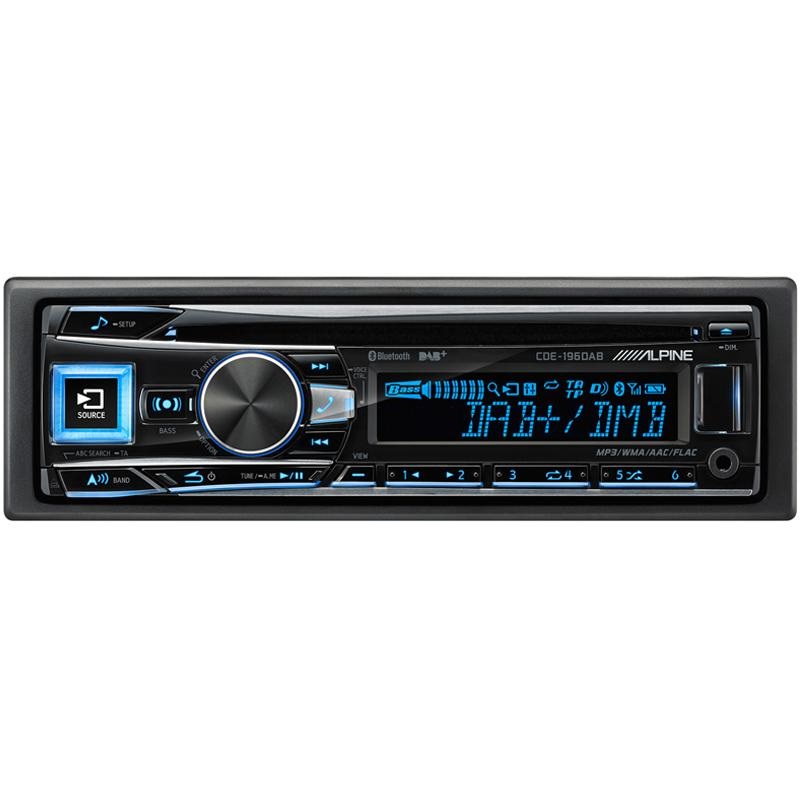 SETUP
Bluetooth DAB+ CDE-196DAB ALPINE
DIM.
ENTER
VOICE CTRL
SOURCE
BASS
OPTION
Bass TA TP
DAB+/DMB
ABC SEARCH TA
VIEW
MP3/WMA/AAC/FLAC
BAND TUNE/A.ME 1 2 3 4 5 6